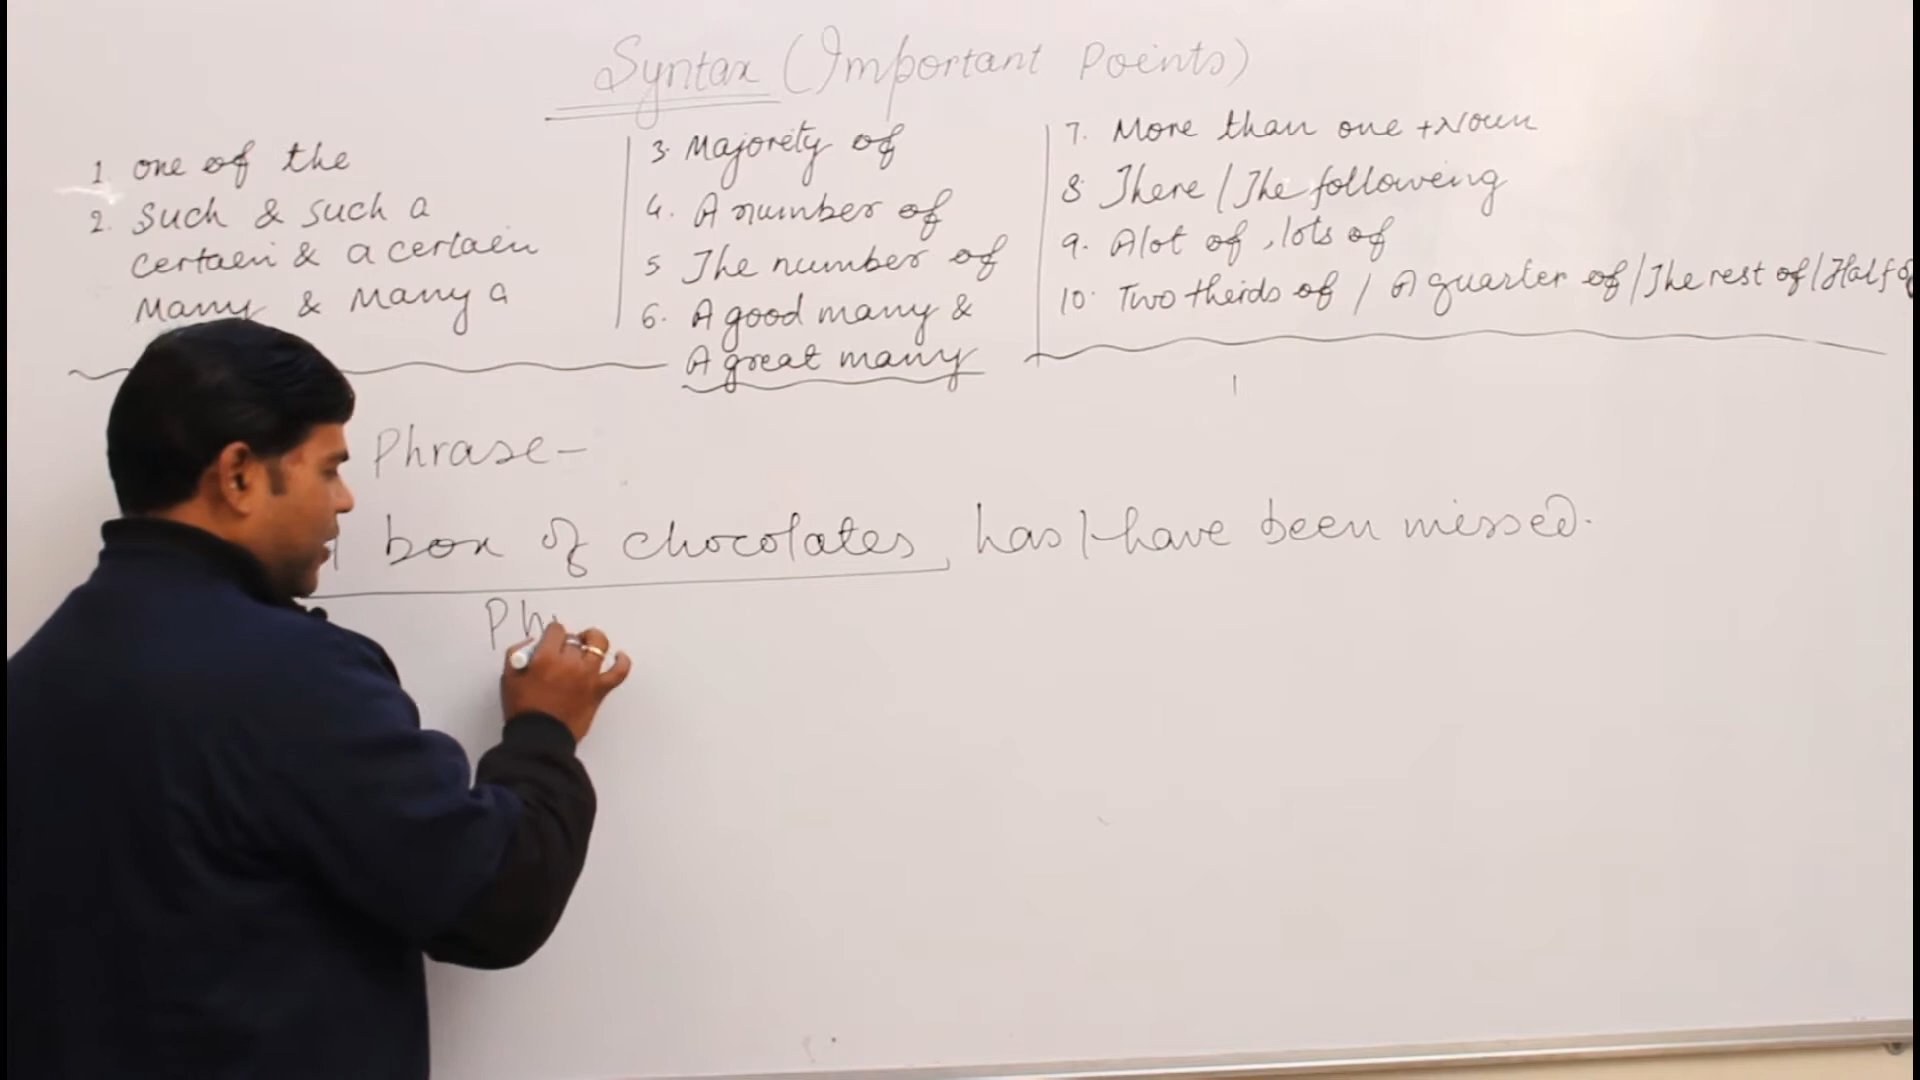 Syntax (Important Points)
1. one of the
2. Such & such a
certain & a certain
Many & Many a
3. Majority of
4. A number of
5. The number of
6. A good many &
A great many
7. More than one + Noun
8. There / The following
9. A lot of, lots of
10. Two thirds of / A quarter of / The rest of / Half of
Phrase -
box of chocolates has / have been missed.
Ph